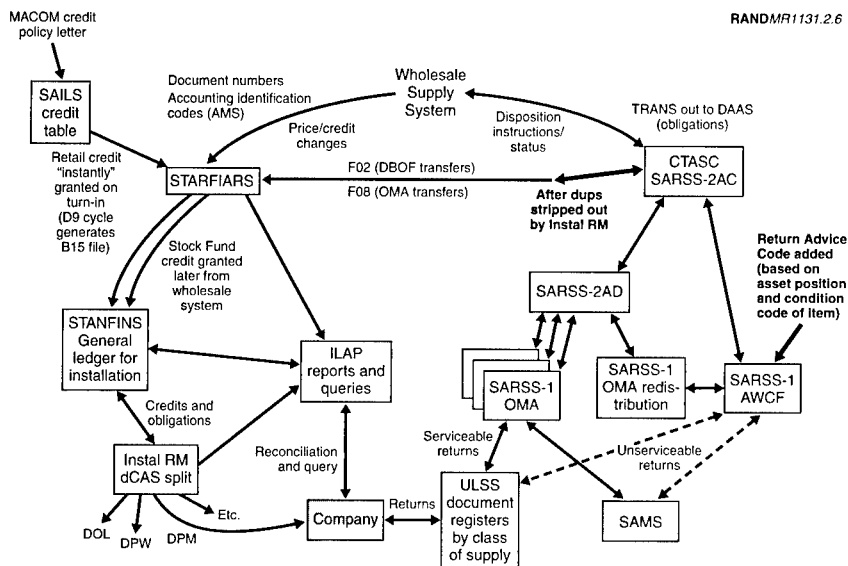 MACOM credit
policy letter
RANDMR1131.2.6
SAILS
credit
table
Document numbers
Accounting identification
codes (AMS)
Price/credit
changes
Wholesale
Supply
System
Disposition
instructions/
status
TRANS out to DAAS
(obligations)
CTASC
SARSS-2AC
Retail credit
"instantly"
granted on
turn-in
(D9 cycle
generates
B15 file)
STARFIARS
F02 (DBOF transfers)
F08 (OMA transfers)
After dups
stripped out
by Instal RM
Return Advice
Code added
(based on
asset position
and condition
code of item)
Stock Fund
credit granted
later from
wholesale
system
SARSS-2AD
STANFINS
General
ledger for
installation
ILAP
reports and
queries
SARSS-1
OMA
SARSS-1
OMA redis-
tribution
SARSS-1
AWCF
Credits and
obligations
Instal RM
dCAS split
Reconciliation
and query
Serviceable
returns
Unserviceable
returns
DOL
DPW
DPM
Etc.
Company
Returns
ULSS
document
registers
by class
of supply
SAMS